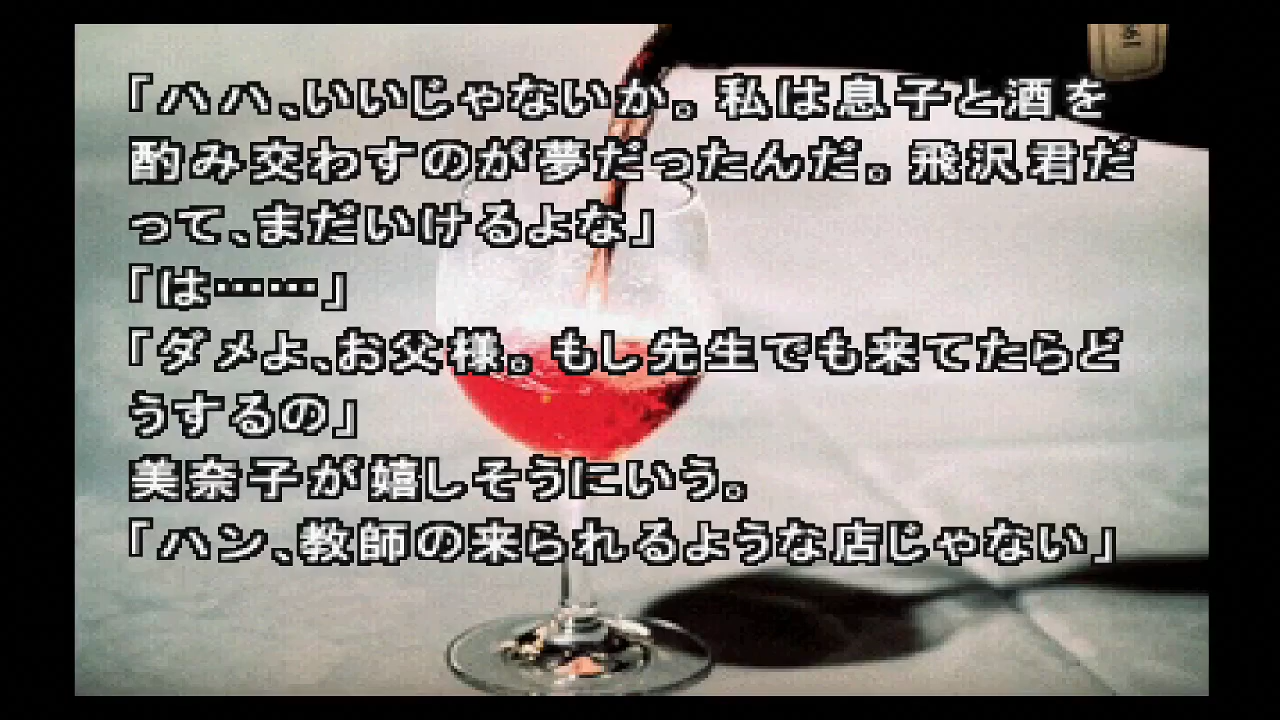 「ハハ、いいじゃないか。私は息子と酒を
酌み交わすのが夢だったんだ。飛沢君だ
って、まだいけるよな」
「は……」
「ダメよ、お父様。もし先生でも来てたらど
うするの」
美奈子が嬉しそうにいう。
「ハン、教師の来られるような店じゃない」